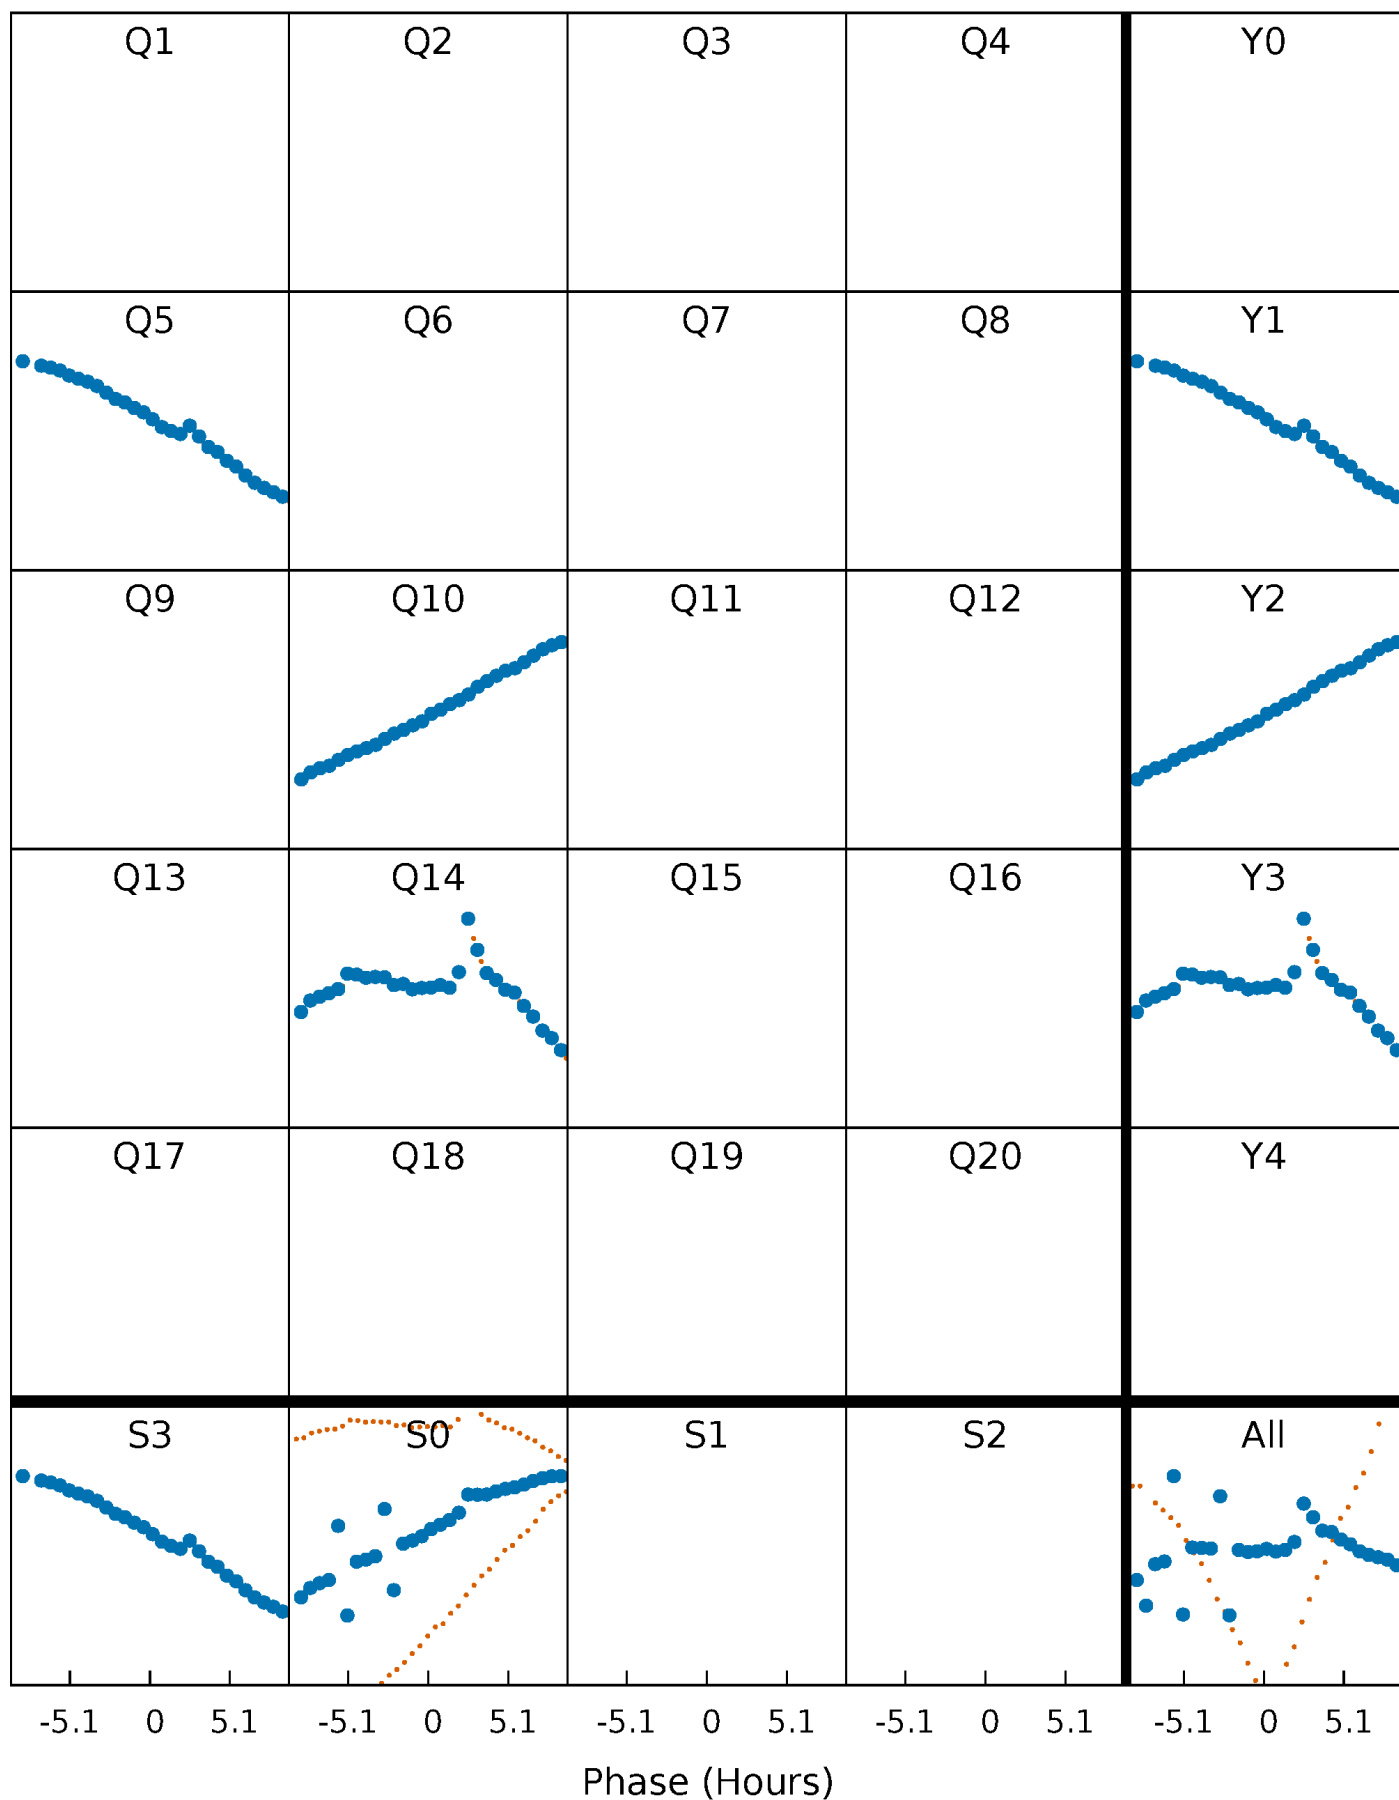 Q1 Q2 Q3 Q4 Y0
Q5 Q6 Q7 Q8 Y1
Q9 Q10 Q11 Q12 Y2
Q13 Q14 Q15 Q16 Y3
Q17 Q18 Q19 Q20 Y4
S3 S0 S1 S2 All
-5.1 0 5.1 -5.1 0 5.1 -5.1 0 5.1 -5.1 0 5.1 -5.1 0 5.1
Phase (Hours)